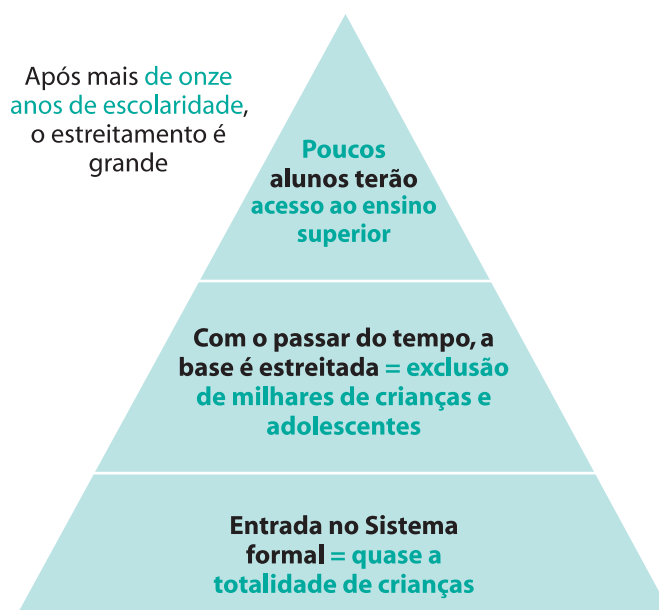 Após mais de onze
anos de escolaridade,
o estreitamento é
grande
Poucos
alunos terão
acesso ao ensino
superior
Com o passar do tempo, a
base é estreitada = exclusão
de milhares de crianças e
adolescentes
Entrada no Sistema
formal = quase a
totalidade de crianças